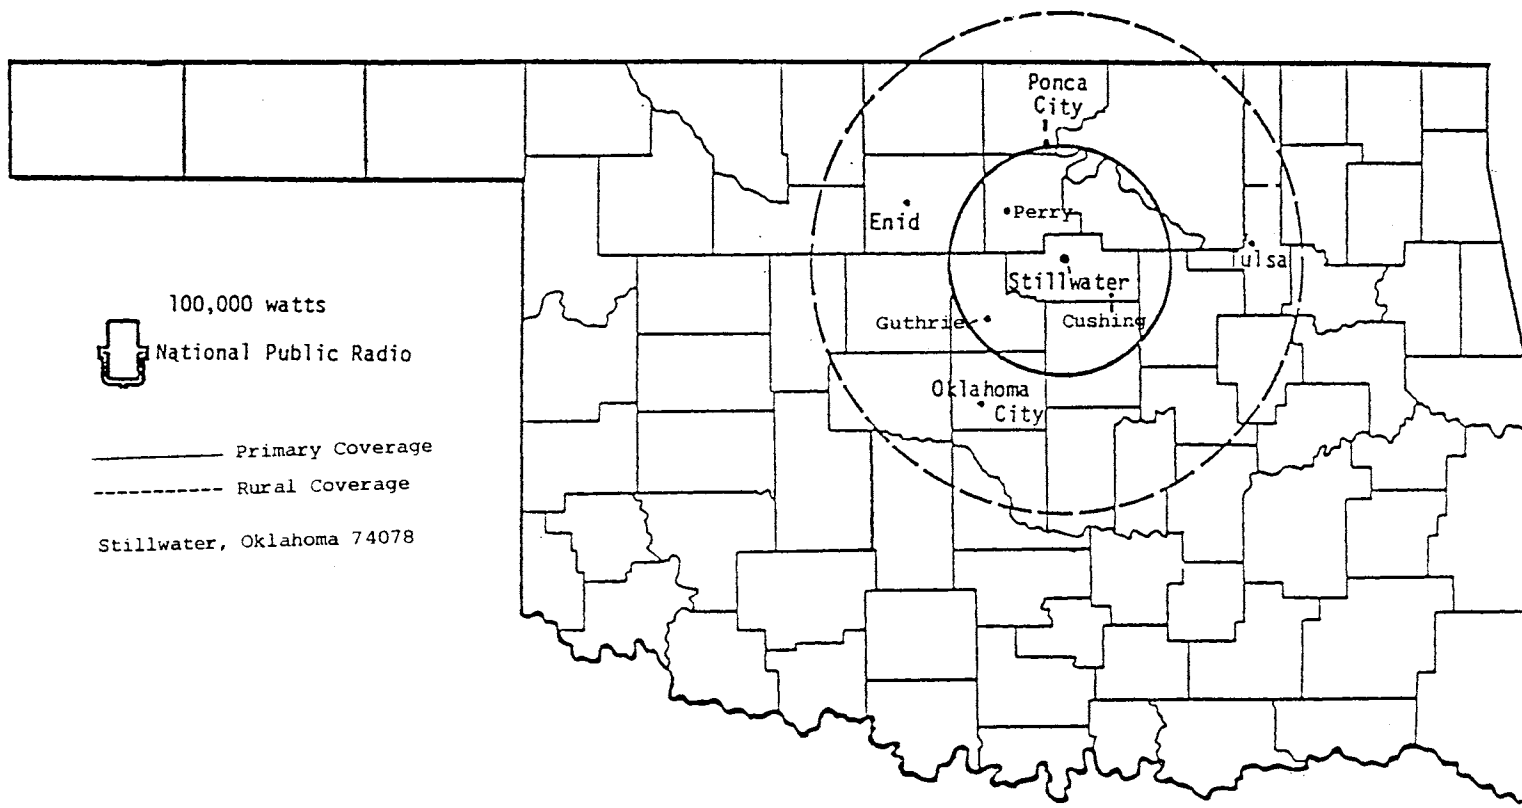 Ponca
City
Enid
Perry
Tulsa
Stillwater
Guthrie
Cushing
Oklahoma
City
100,000 watts
National Public Radio
Primary Coverage
Rural Coverage
Stillwater, Oklahoma 74078